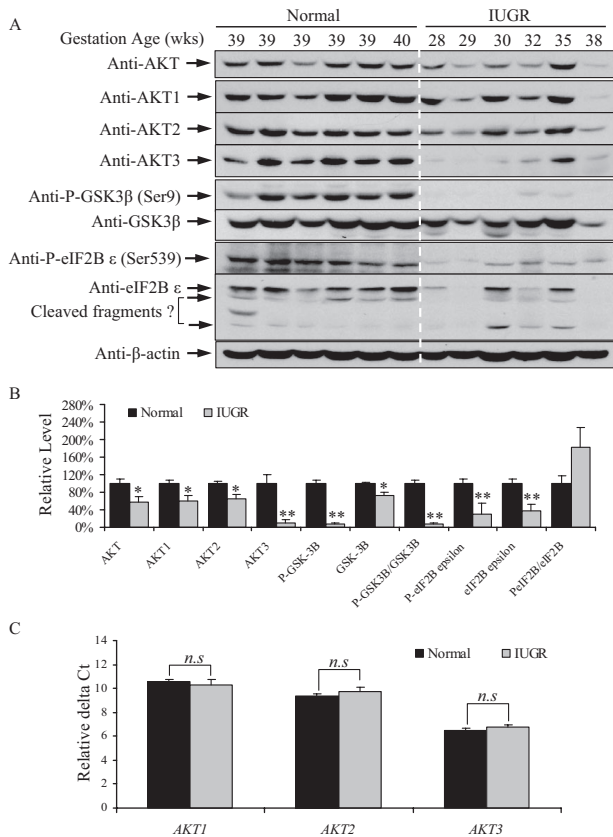 A
Normal IUGR
Gestation Age (wks) 39 39 39 39 39 40 28 29 30 32 35 38
Anti-AKT
Anti-AKT1
Anti-AKT2
Anti-AKT3
Anti-P-GSK3β (Ser9)
Anti-GSK3β
Anti-P-eIF2B ε (Ser539)
Anti-eIF2B ε
Cleaved fragments ?
Anti-β-actin
B
Relative Level
280%
240%
200%
160%
120%
80%
40%
0%
Normal IUGR
* * * ** ** * ** ** **
AKT AKT1 AKT2 AKT3 P-GSK-3B GSK-3B P-GSK3B/GSK3B P-eIF2B epsilon eIF2B epsilon PeIF2B/eIF2B
C
Relative delta Ct
14
12
10
8
6
4
2
0
Normal IUGR
n.s n.s n.s
AKT1 AKT2 AKT3